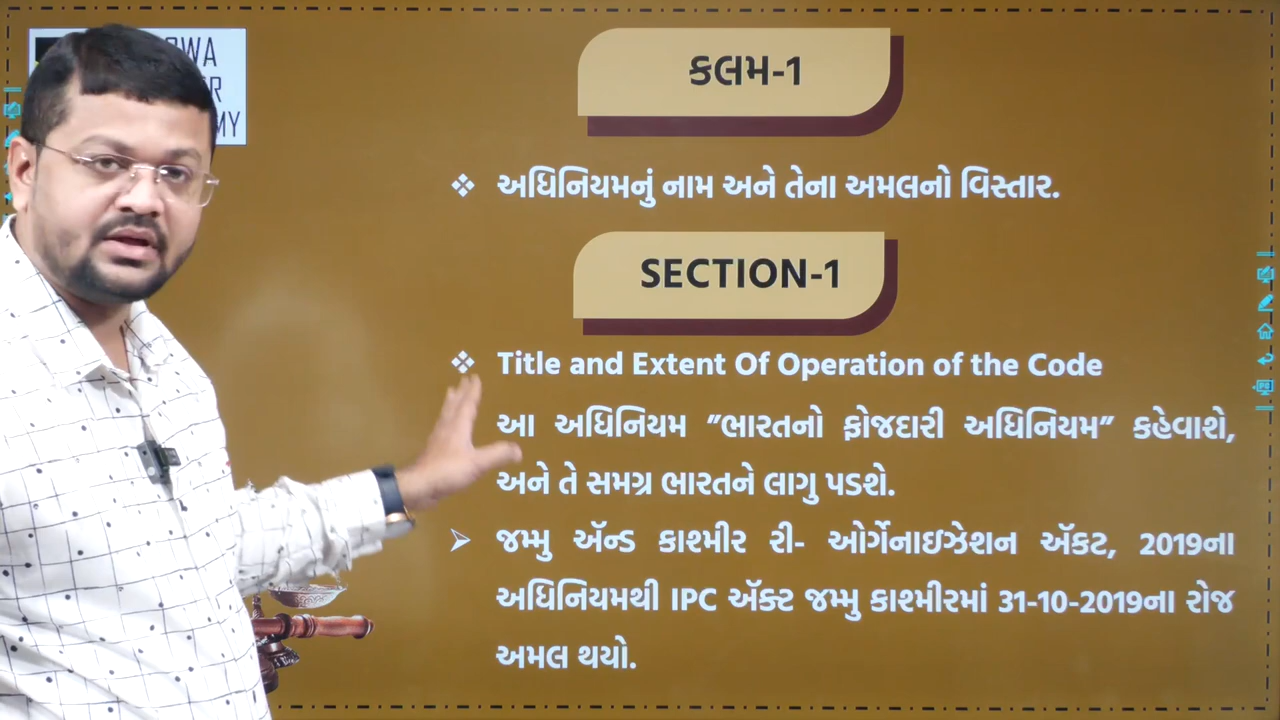 કલમ-1
❖ અધિનિયમનું નામ અને તેના અમલનો વિસ્તાર.
SECTION-1
❖ Title and Extent Of Operation of the Code
આ અધિનિયમ ”ભારતનો ફોજદારી અધિનિયમ” કહેવાશે,
અને તે સમગ્ર ભારતને લાગુ પડશે.
➢ જમ્મુ ઍન્ડ કાશ્મીર રી- ઓર્ગેનાઇઝેશન ઍક્ટ, 2019ના
અધિનિયમથી IPC ઍક્ટ જમ્મુ કાશ્મીરમાં 31-10-2019ના રોજ
અમલ થયો.